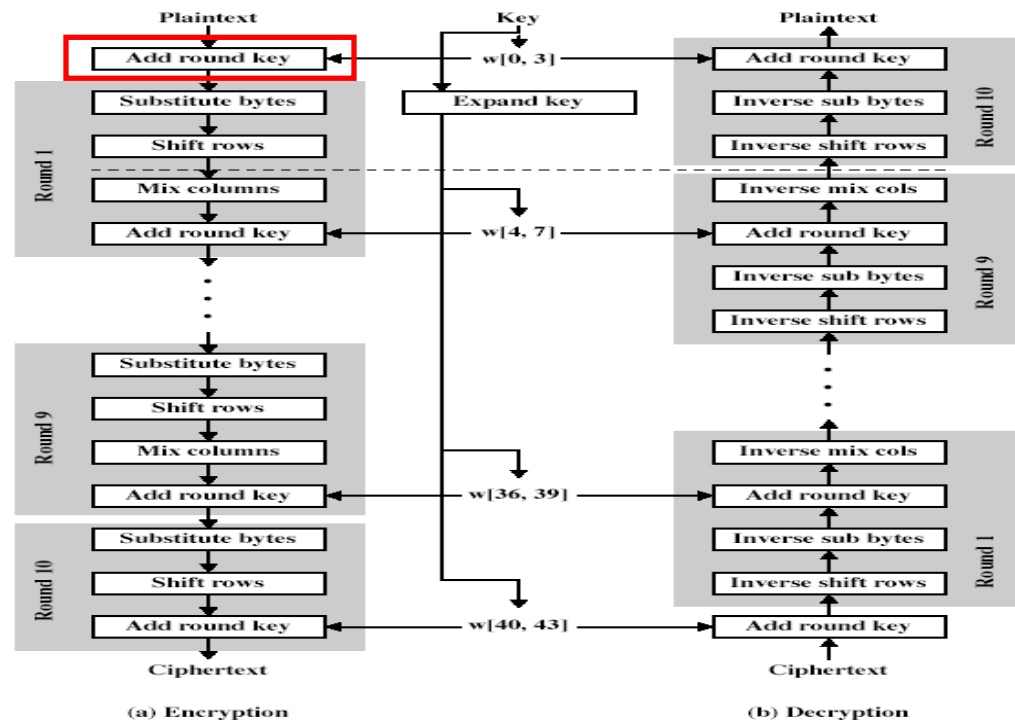 Plaintext
Key
Plaintext
Add round key
w[0, 3]
Add round key
Substitute bytes
Expand key
Inverse sub bytes
Round 10
Shift rows
Inverse shift rows
Round 1
Mix columns
Inverse mix cols
Add round key
w[4, 7]
Add round key
Inverse sub bytes
Round 9
Inverse shift rows
Substitute bytes
Shift rows
Round 9
Mix columns
Inverse mix cols
Add round key
w[36, 39]
Add round key
Substitute bytes
Inverse sub bytes
Round 1
Shift rows
Inverse shift rows
Round 10
Add round key
w[40, 43]
Add round key
Ciphertext
Ciphertext
(a) Encryption
(b) Decryption